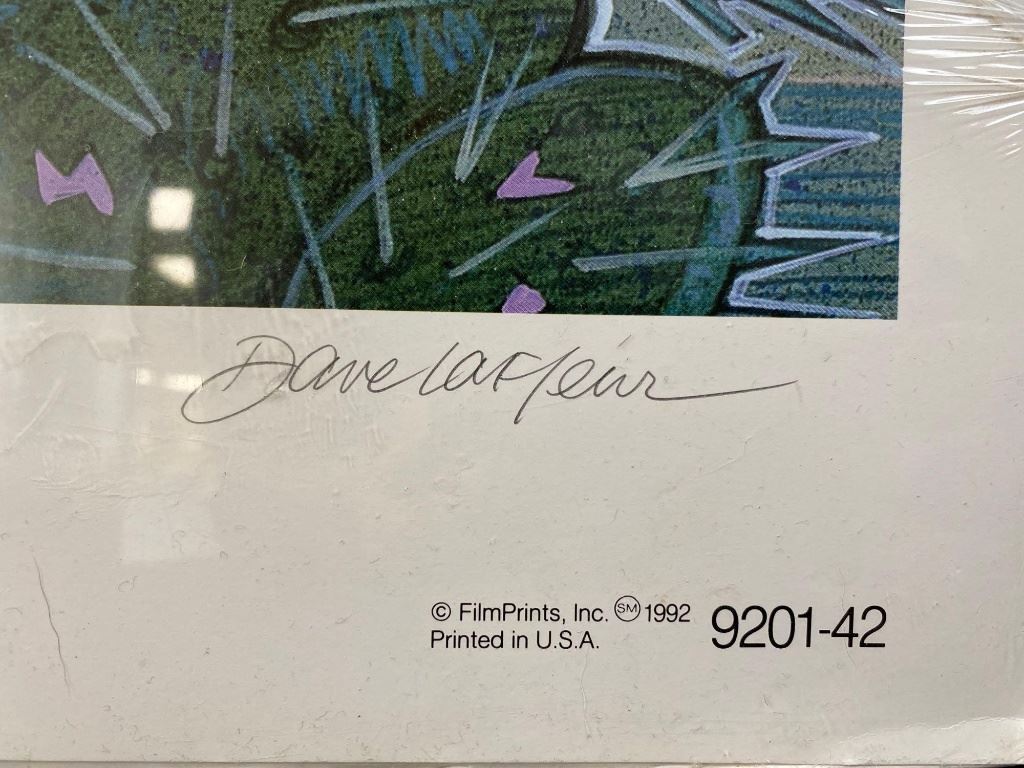 Dave LaFleur
© FilmPrints, Inc. ℠ 1992 9201-42
Printed in U.S.A.